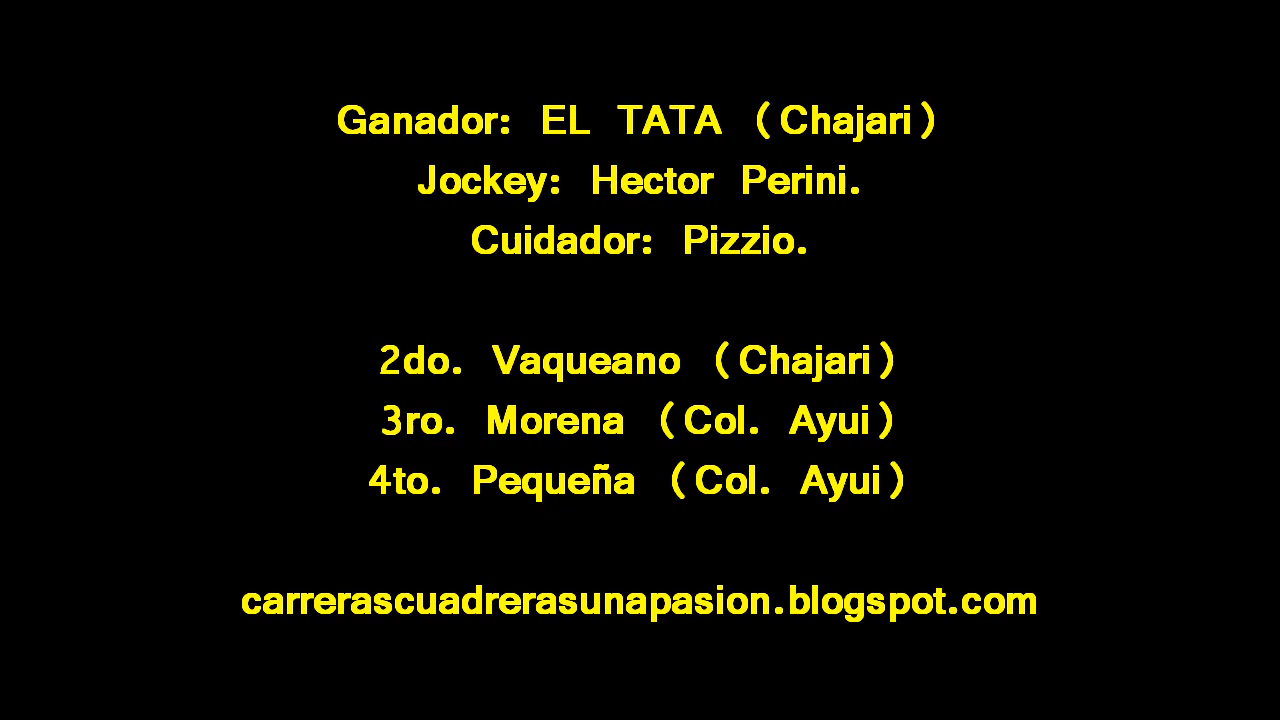 Ganador: EL TATA (Chajari)
Jockey: Hector Perini.
Cuidador: Pizzio.
2do. Vaqueano (Chajari)
3ro. Morena (Col. Ayui)
4to. Pequeña (Col. Ayui)
carrerascuadrerasunapasion.blogspot.com